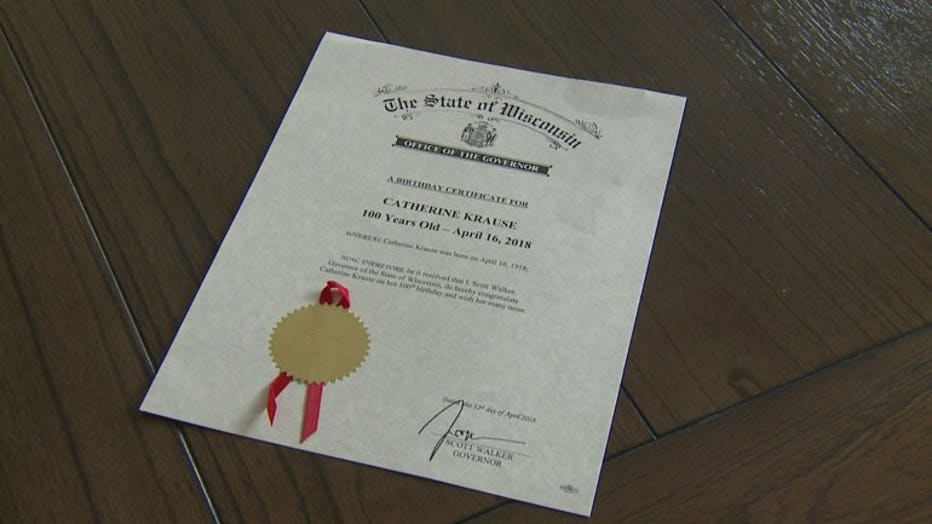 The State of Wisconsin
OFFICE OF THE GOVERNOR
A BIRTHDAY CERTIFICATE FOR
CATHERINE KRAUSE
100 Years Old – April 16, 2018
WHEREAS, Catherine Krause was born on April 16, 1918;
NOW, THEREFORE, be it resolved that I, Scott Walker,
Governor of the State of Wisconsin, do hereby congratulate
Catherine Krause on her 100th birthday and wish her many more.
Dated this 12th day of April 2018.
SCOTT WALKER
GOVERNOR